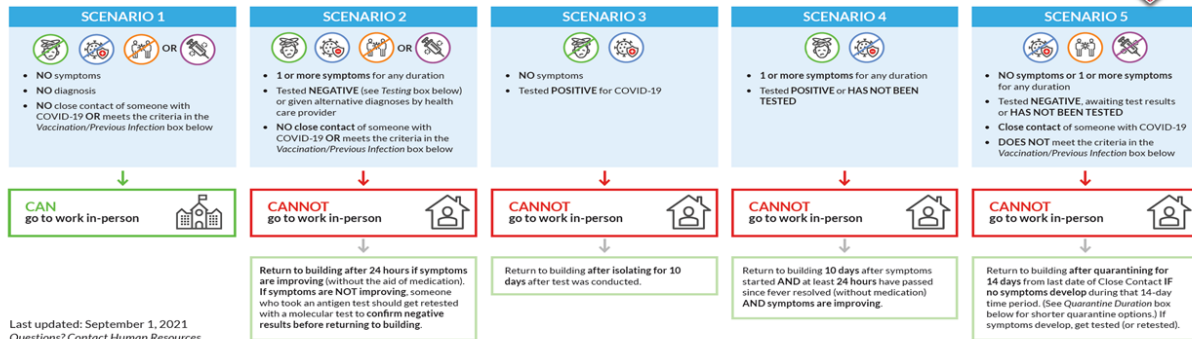 SCENARIO 1
OR
• NO symptoms
• NO diagnosis
• NO close contact of someone with
COVID-19 OR meets the criteria in the
Vaccination/Previous Infection box below
CAN
go to work in-person
SCENARIO 2
OR
• 1 or more symptoms for any duration
• Tested NEGATIVE (see Testing box below)
or given alternative diagnoses by health
care provider
• NO close contact of someone with
COVID-19 OR meets the criteria in the
Vaccination/Previous Infection box below
CANNOT
go to work in-person
Return to building after 24 hours if symptoms
are improving (without the aid of medication).
If symptoms are NOT improving, someone
who took an antigen test should get retested
with a molecular test to confirm negative
results before returning to building.
SCENARIO 3
• NO symptoms
• Tested POSITIVE for COVID-19
CANNOT
go to work in-person
Return to building after isolating for 10
days after test was conducted.
SCENARIO 4
• 1 or more symptoms for any duration
• Tested POSITIVE or HAS NOT BEEN
TESTED
CANNOT
go to work in-person
Return to building 10 days after symptoms
started AND at least 24 hours have passed
since fever resolved (without medication)
AND symptoms are improving.
SCENARIO 5
• NO symptoms or 1 or more symptoms
for any duration
• Tested NEGATIVE, awaiting test results
or HAS NOT BEEN TESTED
• Close contact of someone with COVID-19
• DOES NOT meet the criteria in the
Vaccination/Previous Infection box below
CANNOT
go to work in-person
Return to building after quarantining for
14 days from last date of Close Contact IF
no symptoms develop during that 14-day
time period. (See Quarantine Duration box
below for shorter quarantine options.) If
symptoms develop, get tested (or retested).
Last updated: September 1, 2021
Questions? Contact Human Resources